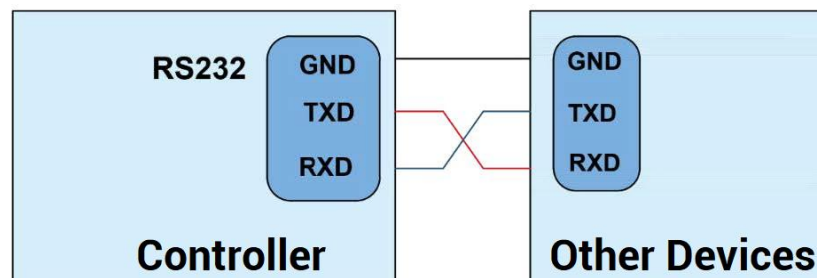 RS232
GND
TXD
RXD
GND
TXD
RXD
Controller
Other Devices